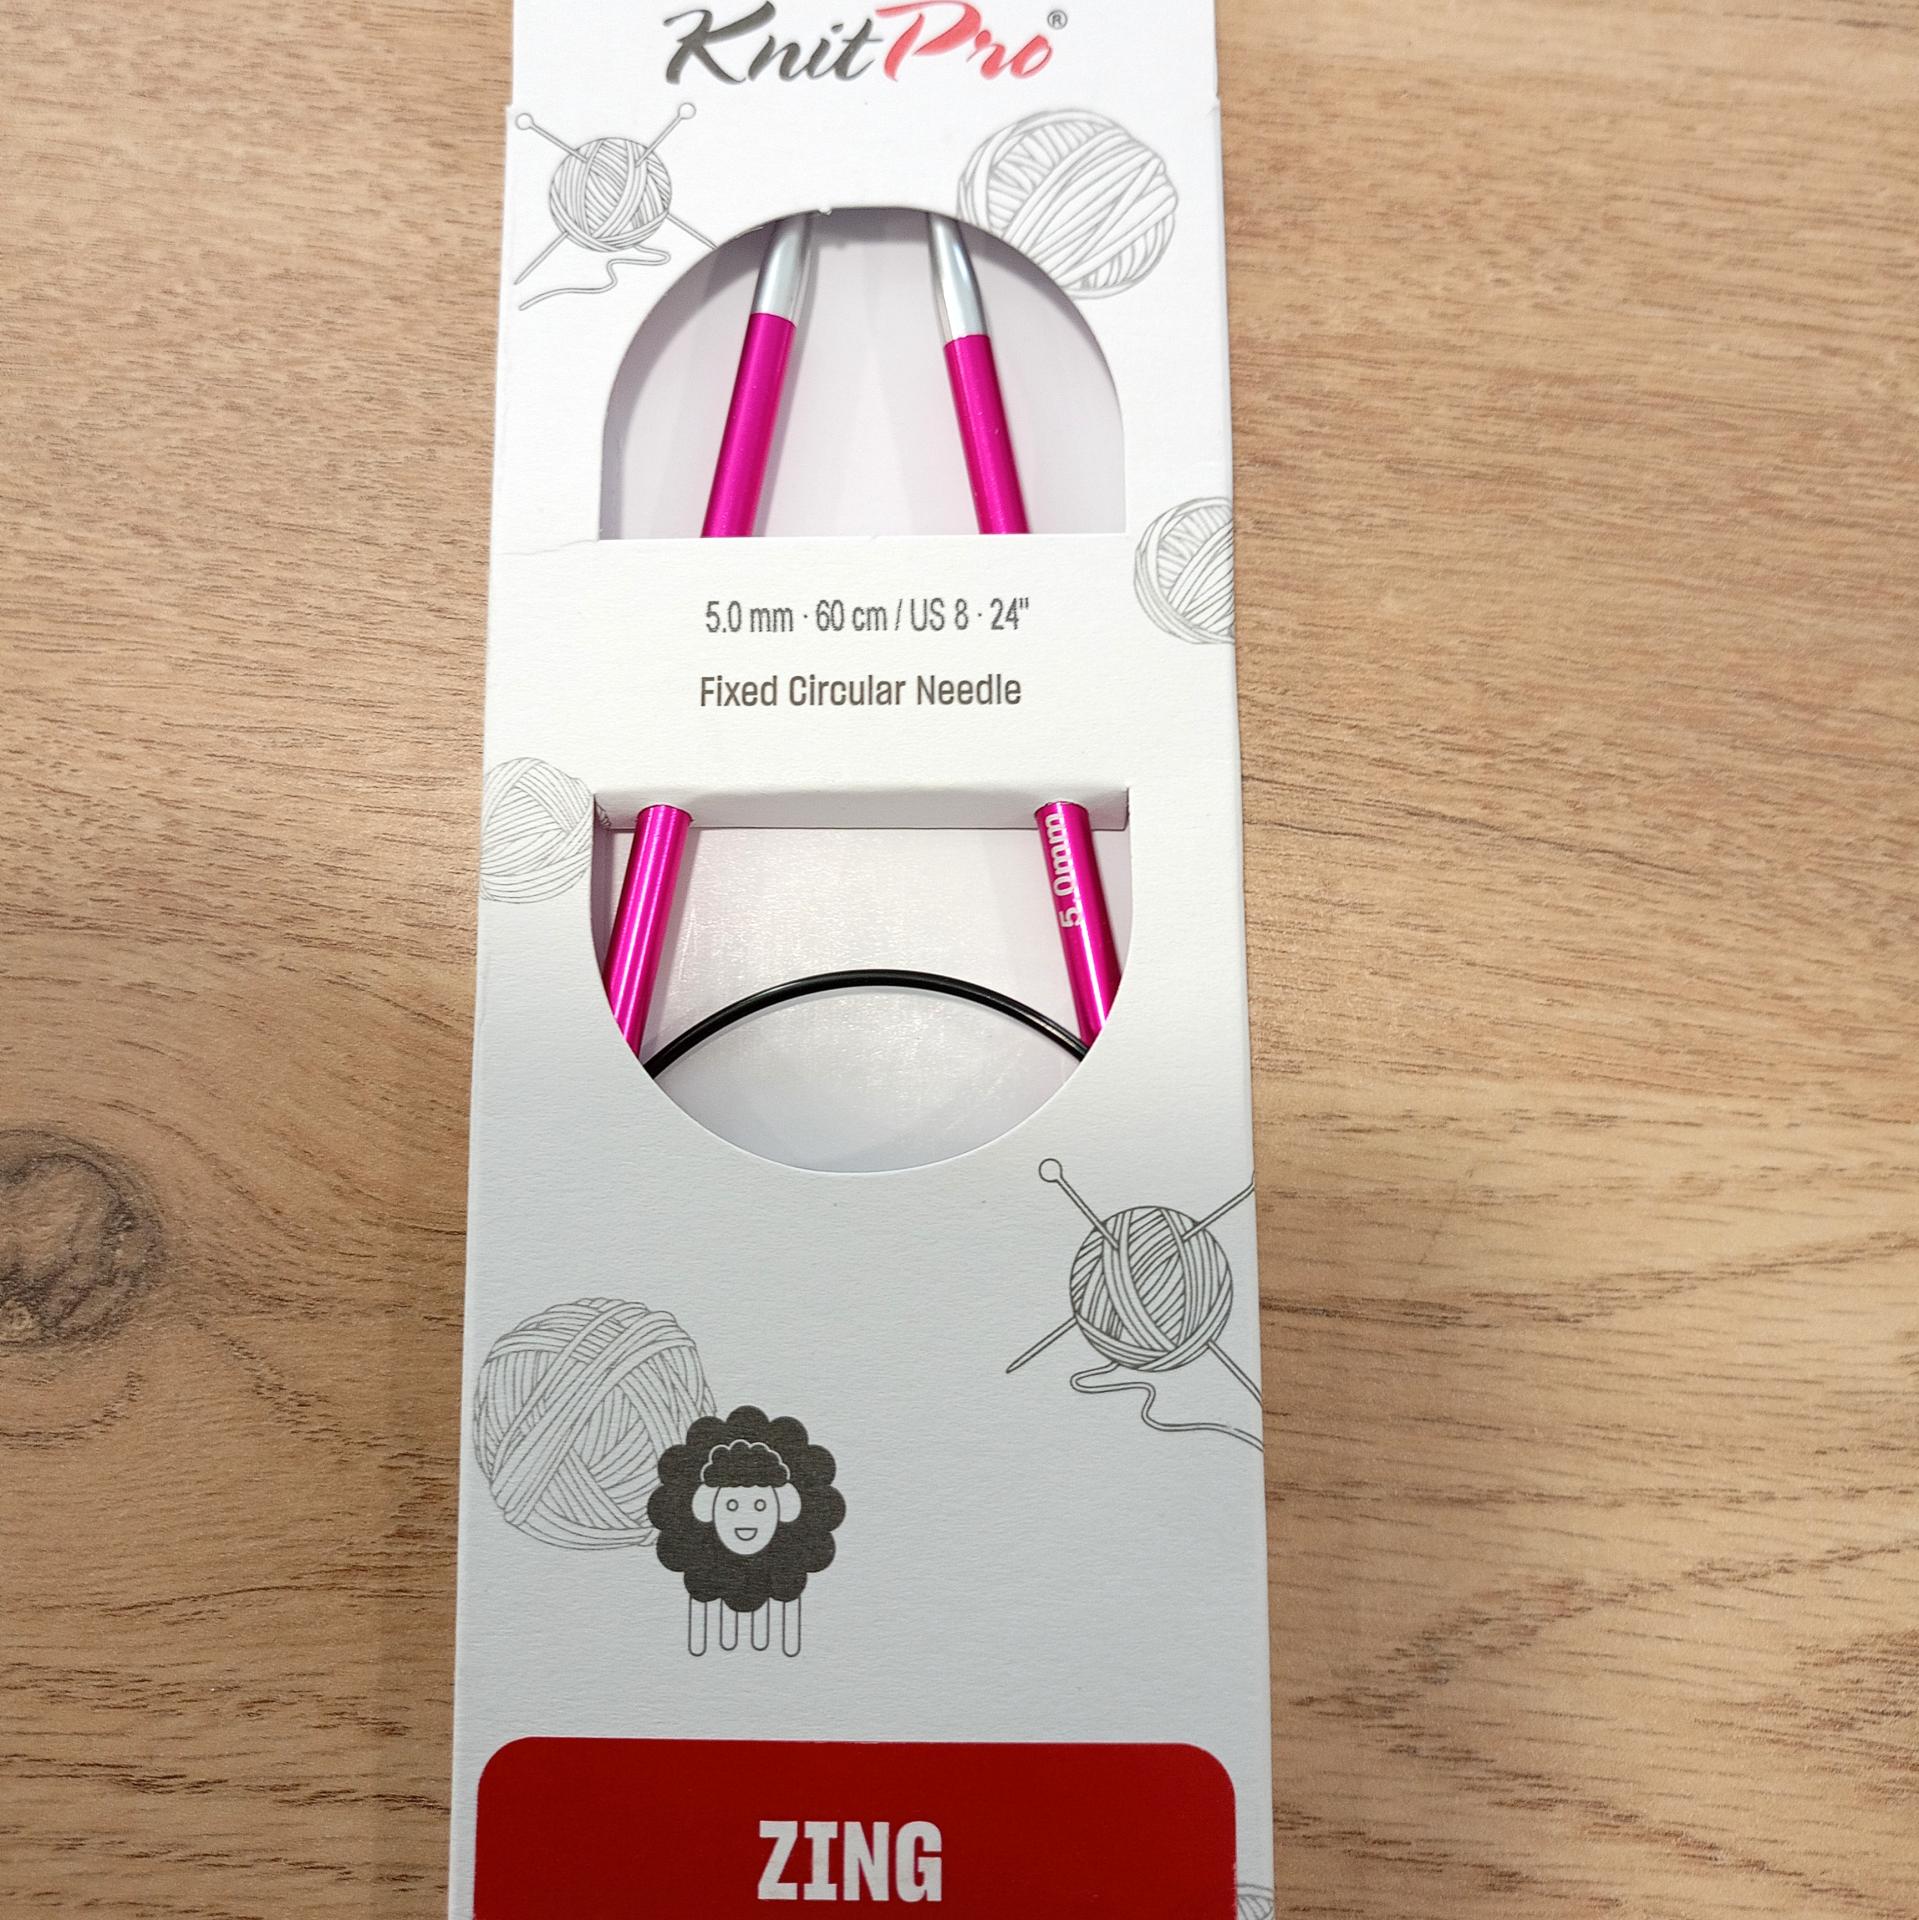 KnitPro®
5.0 mm · 60 cm / US 8 · 24"
Fixed Circular Needle
5.0mm
ZING